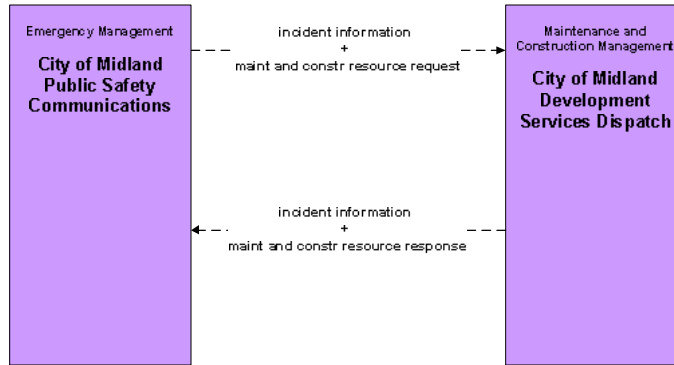 Emergency Management
City of Midland
Public Safety
Communications
incident information
+
maint and constr resource request
Maintenance and
Construction Management
City of Midland
Development
Services Dispatch
incident information
+
maint and constr resource response